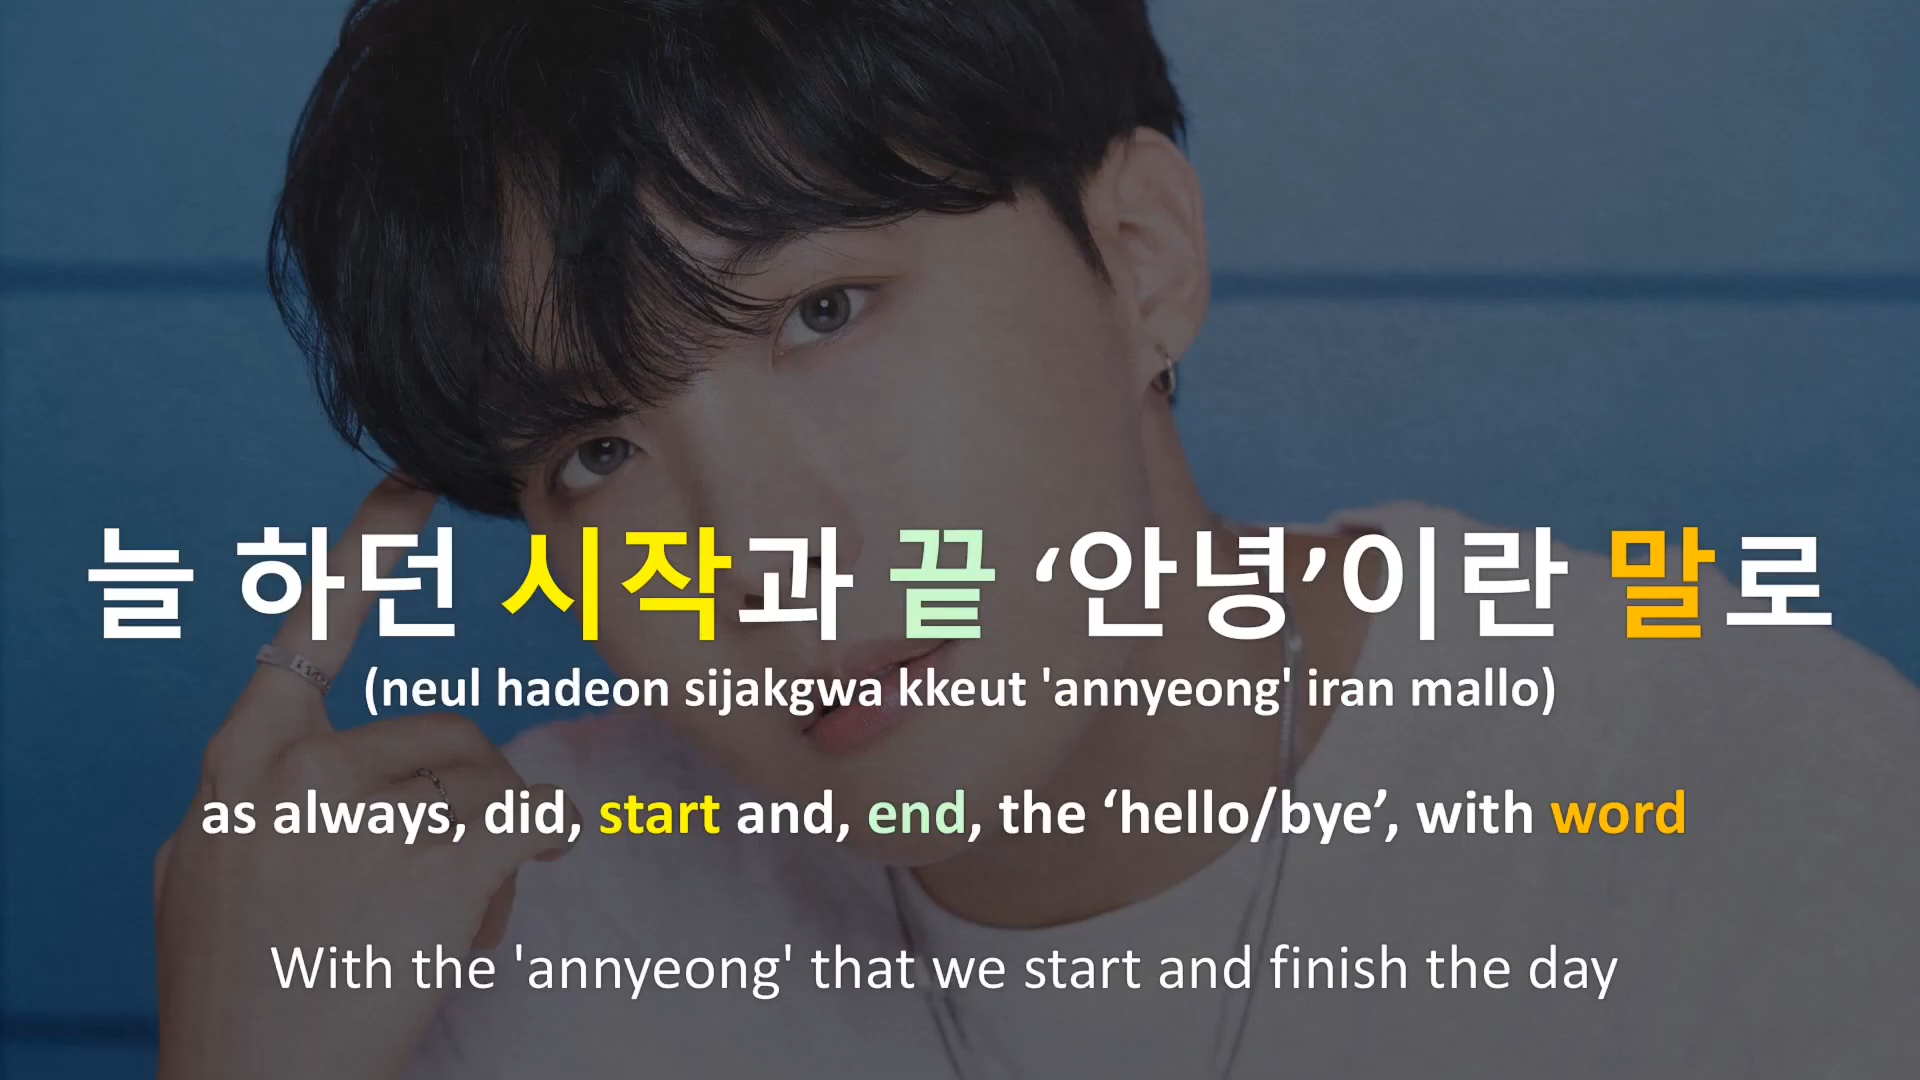 늘 하던 시작과 끝 ‘안녕’이란 말로
(neul hadeon sijakgwa kkeut 'annyeong' iran mallo)
as always, did, start and, end, the ‘hello/bye’, with word
With the 'annyeong' that we start and finish the day